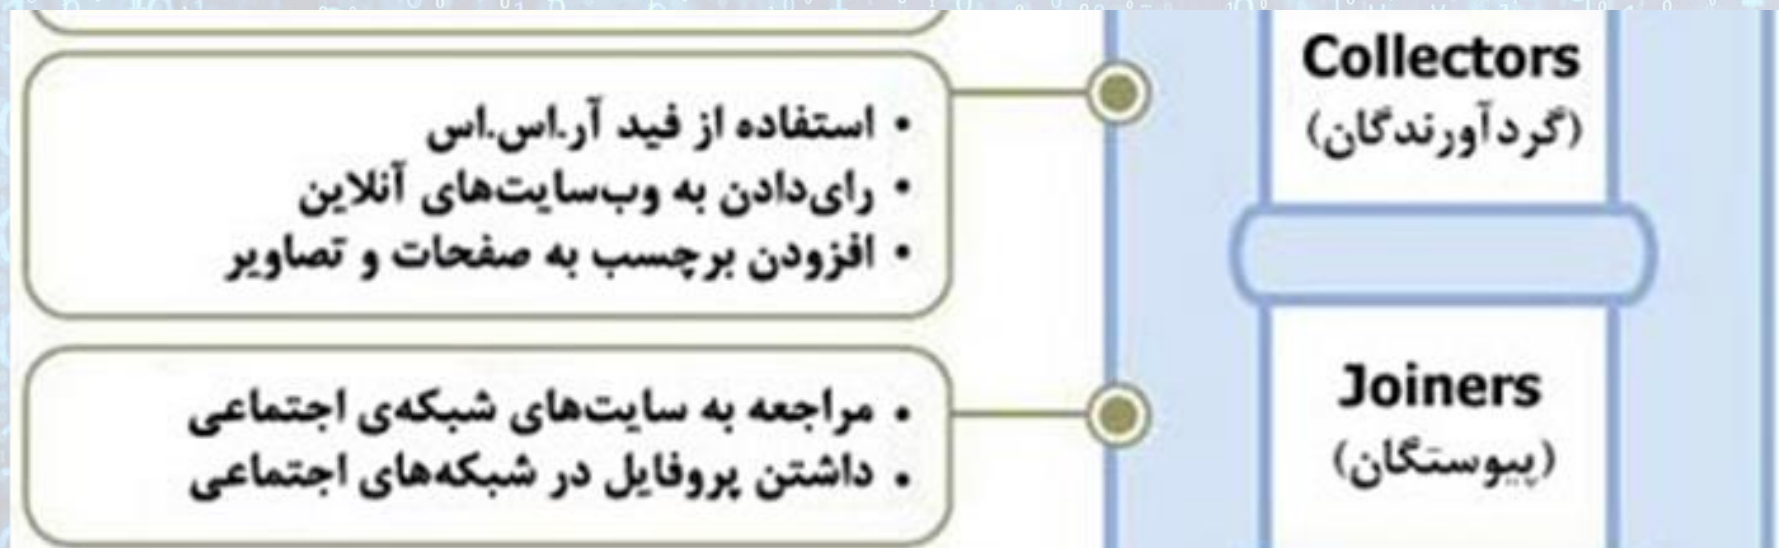 Collectors
(گردآورندگان)
• استفاده از فید آر.اس.اس
• رای‌دادن به وب‌سایت‌های آنلاین
• افزودن برچسب به صفحات و تصاویر
Joiners
(پیوستگان)
• مراجعه به سایت‌های شبکه‌ی اجتماعی
• داشتن پروفایل در شبکه‌های اجتماعی